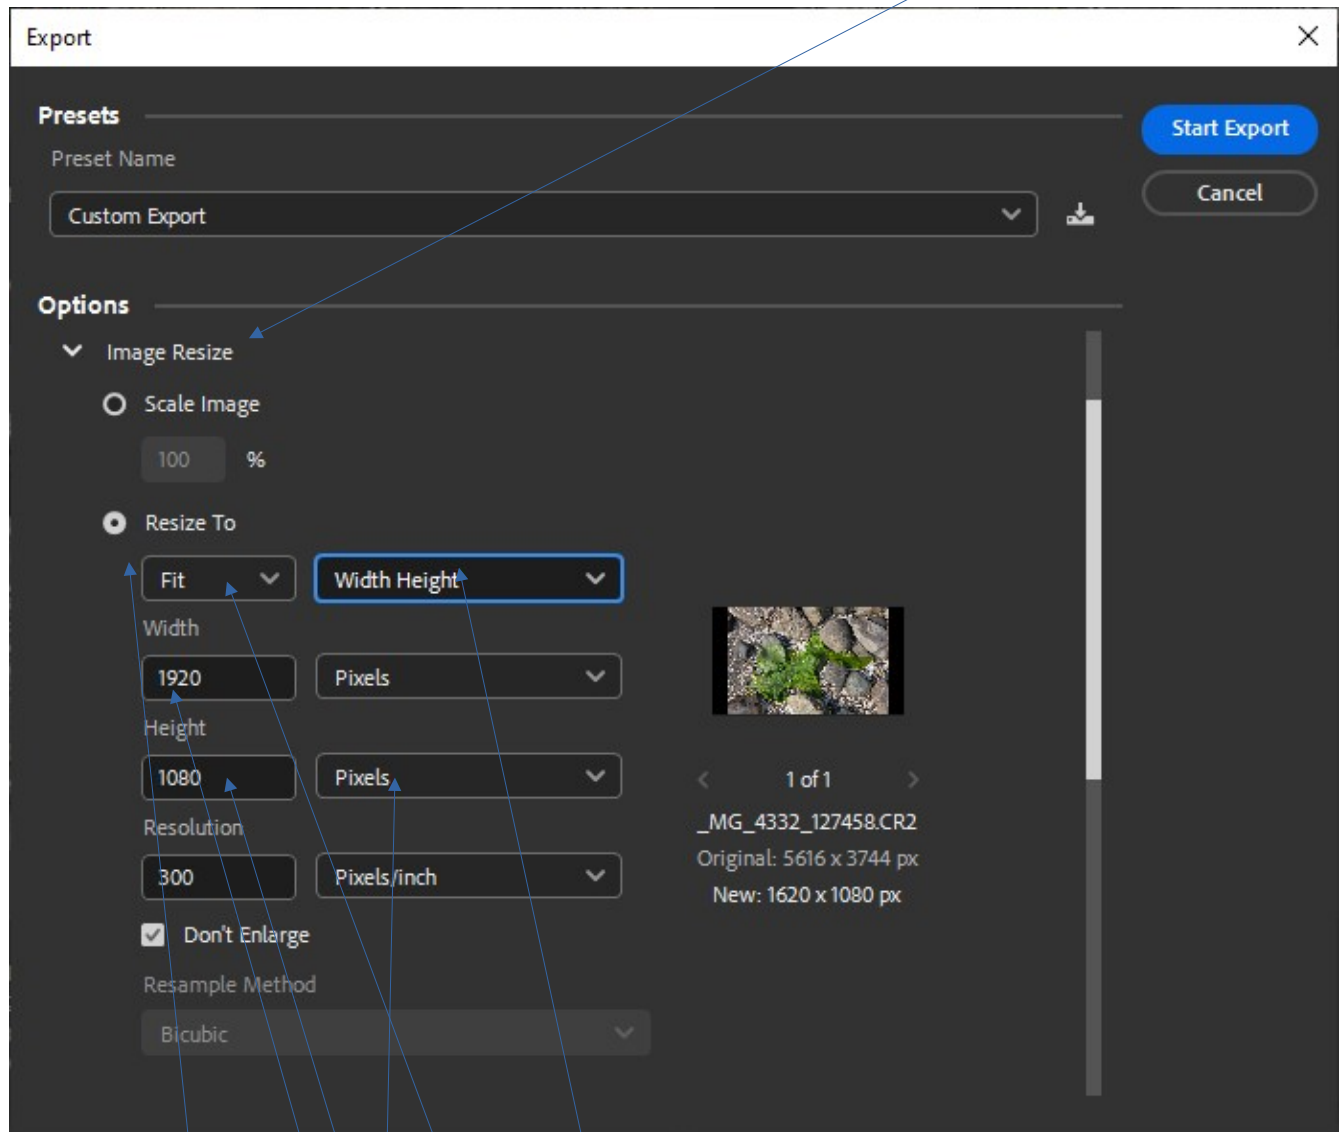 Export
Presets
Start Export
Preset Name
Cancel
Custom Export
Options
Image Resize
Scale Image
100 %
Resize To
Fit Width Height
Width
1920 Pixels
Height
1080 Pixels
1 of 1
Resolution
_MG_4332_127458.CR2
Original: 5616 x 3744 px
300 Pixels/inch
New: 1620 x 1080 px
Don't Enlarge
Resample Method
Bicubic